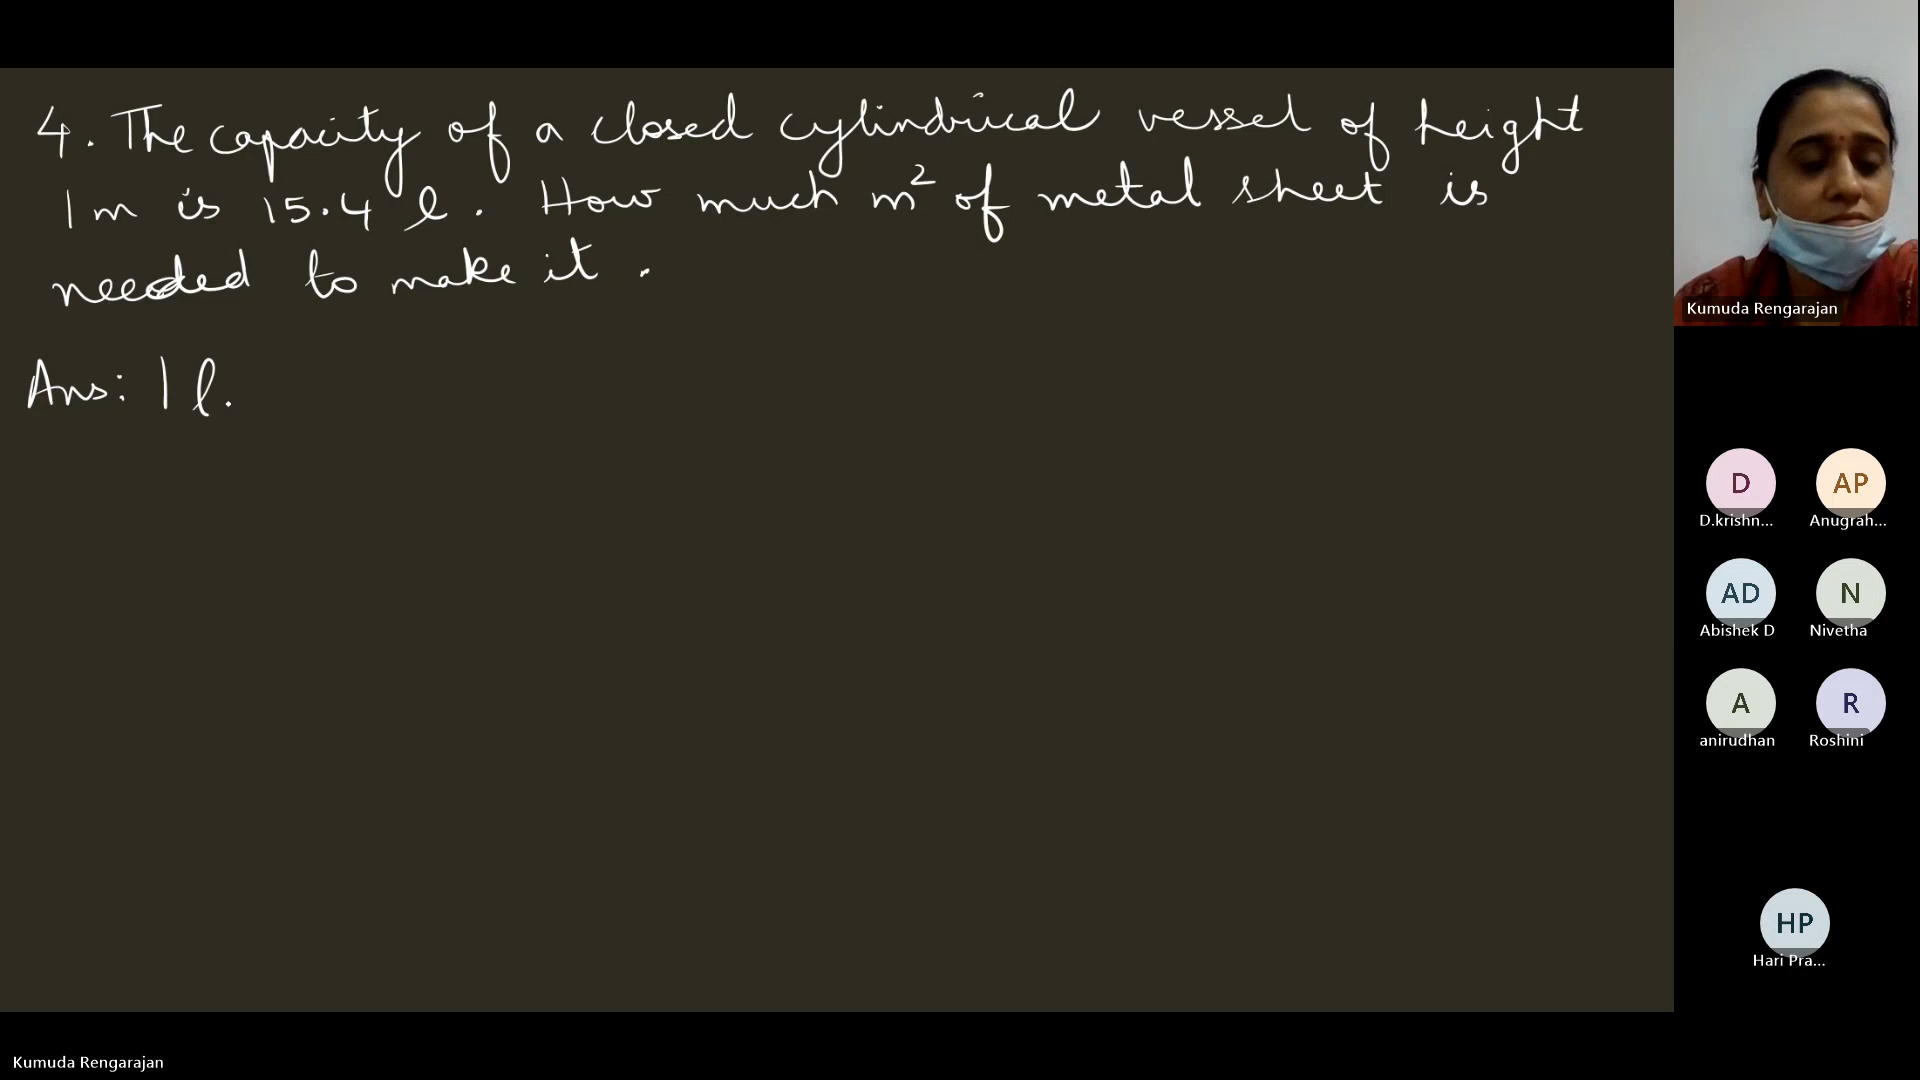 4. The capacity of a closed cylindrical vessel of height
1m is 15.4 l. How much m² of metal sheet is
needed to make it.
Ans: 1 l.
Kumuda Rengarajan
D
AP
D.krishn...
Anugrah...
AD
N
Abishek D
Nivetha
A
R
anirudhan
Roshini
HP
Hari Pra...
Kumuda Rengarajan